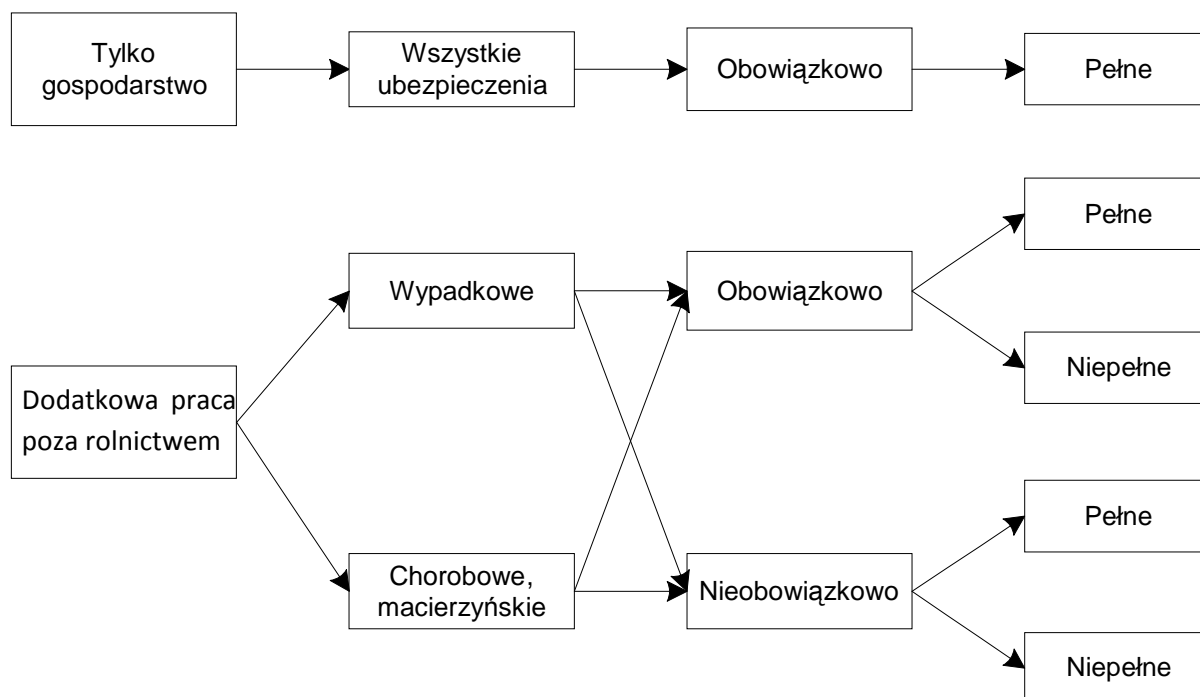 Tylko
gospodarstwo
Wszystkie
ubezpieczenia
Obowiązkowo
Pełne
Dodatkowa praca
poza rolnictwem
Wypadkowe
Chorobowe,
macierzyńskie
Obowiązkowo
Nieobowiązkowo
Pełne
Niepełne
Pełne
Niepełne